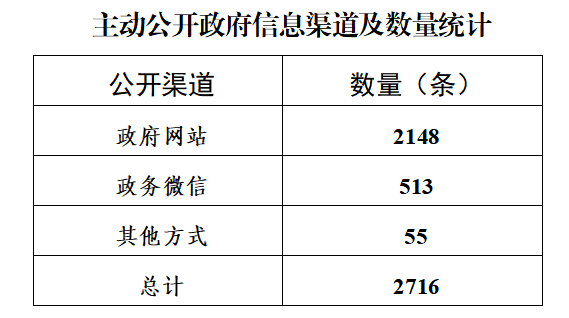 主动公开政府信息渠道及数量统计
公开渠道 数量（条）
政府网站 2148
政务微信 513
其他方式 55
总计 2716